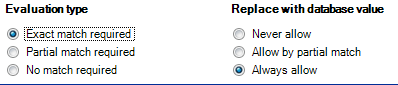 Evaluation type
Exact match required
Partial match required
No match required
Replace with database value
Never allow
Allow by partial match
Always allow